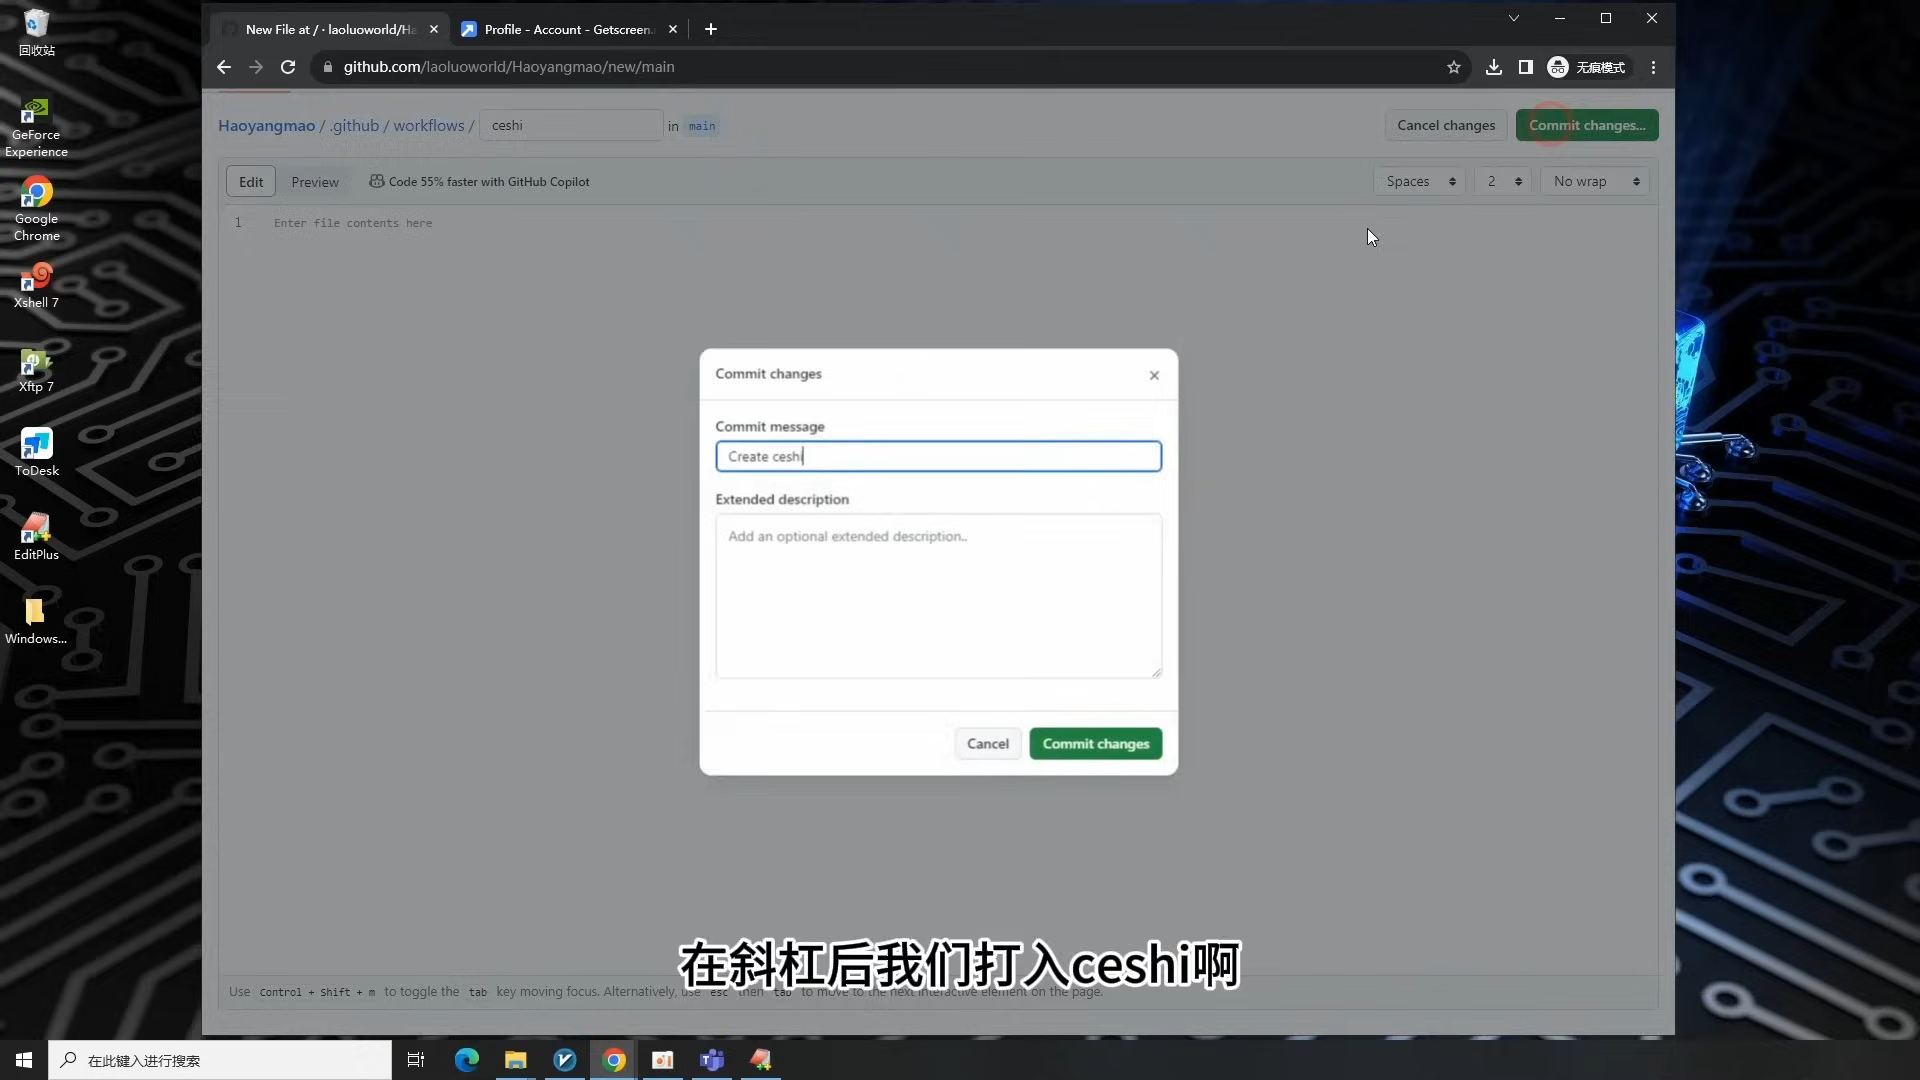 回收站
GeForce
Experience
Google
Chrome
Xshell 7
Xftp 7
ToDesk
EditPlus
Windows...
New File at / · laoluoworld/Ha
Profile - Account - Getscreen.
github.com/laoluoworld/Haoyangmao/new/main
无痕模式
Haoyangmao / .github / workflows / ceshi in main
Cancel changes
Commit changes...
Edit
Preview
Code 55% faster with GitHub Copilot
Spaces
2
No wrap
1 Enter file contents here
Commit changes
Commit message
Create ceshi
Extended description
Add an optional extended description..
Cancel
Commit changes
在斜杠后我们打入ceshi啊
Use Control + Shift + m to toggle the tab key moving focus. Alternatively, use esc then tab to move to the next interactive element on the page.
在此键入进行搜索